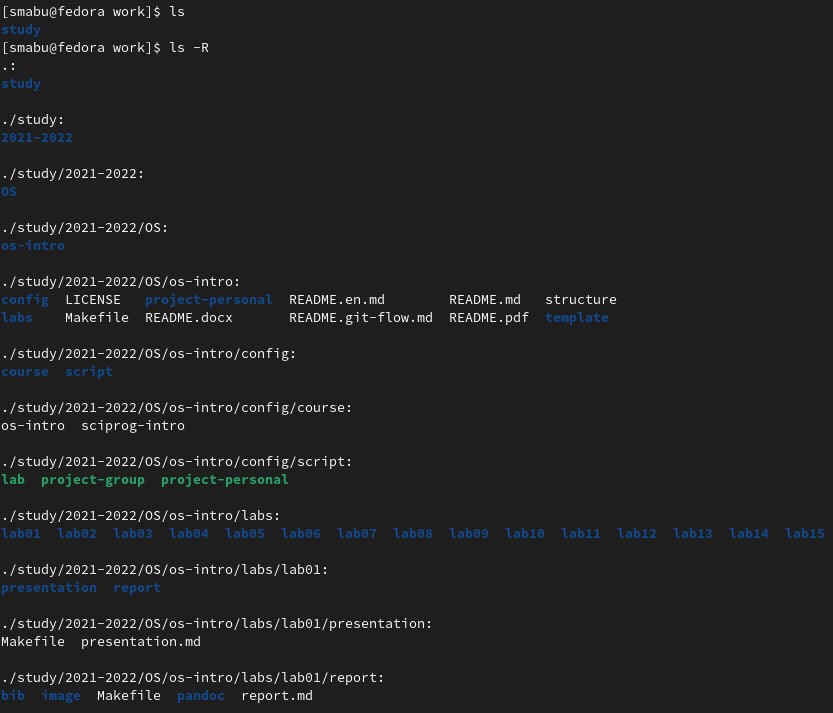 [smabu@fedora work]$ ls
study
[smabu@fedora work]$ ls -R
.:
study
./study:
2021-2022
./study/2021-2022:
OS
./study/2021-2022/OS:
os-intro
./study/2021-2022/OS/os-intro:
config  LICENSE   project-personal  README.en.md        README.md   structure
labs    Makefile  README.docx       README.git-flow.md  README.pdf  template
./study/2021-2022/OS/os-intro/config:
course  script
./study/2021-2022/OS/os-intro/config/course:
os-intro  sciprog-intro
./study/2021-2022/OS/os-intro/config/script:
lab  project-group  project-personal
./study/2021-2022/OS/os-intro/labs:
lab01  lab02  lab03  lab04  lab05  lab06  lab07  lab08  lab09  lab10  lab11  lab12  lab13  lab14  lab15
./study/2021-2022/OS/os-intro/labs/lab01:
presentation  report
./study/2021-2022/OS/os-intro/labs/lab01/presentation:
Makefile  presentation.md
./study/2021-2022/OS/os-intro/labs/lab01/report:
bib  image  Makefile  pandoc  report.md